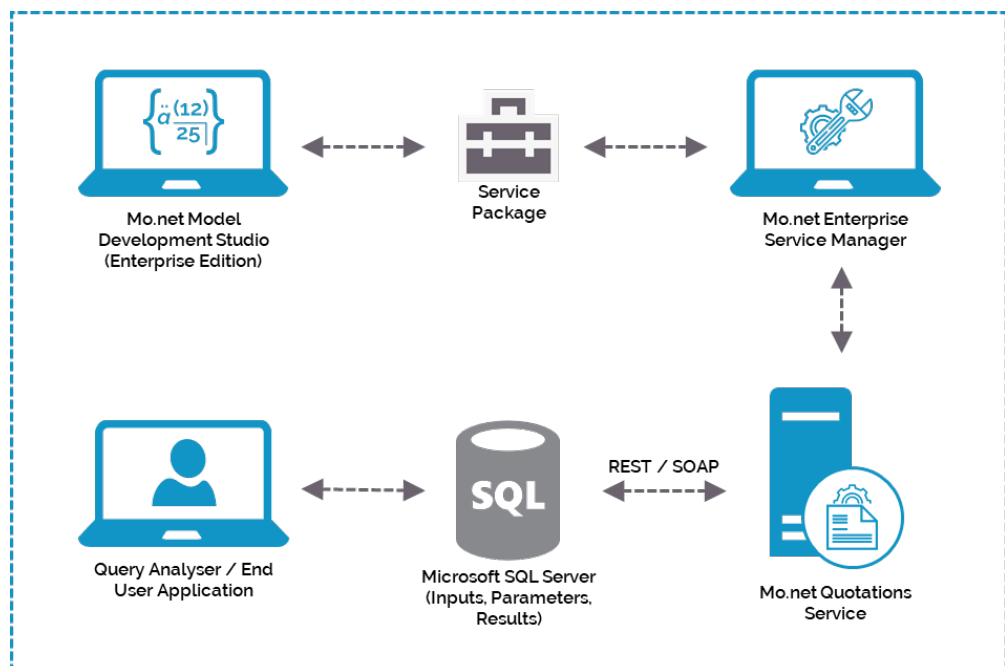 {ä (12) / 25}
Mo.net Model
Development Studio
(Enterprise Edition)
Service
Package
Mo.net Enterprise
Service Manager
Query Analyser / End
User Application
SQL
Microsoft SQL Server
(Inputs, Parameters,
Results)
REST / SOAP
Mo.net Quotations
Service